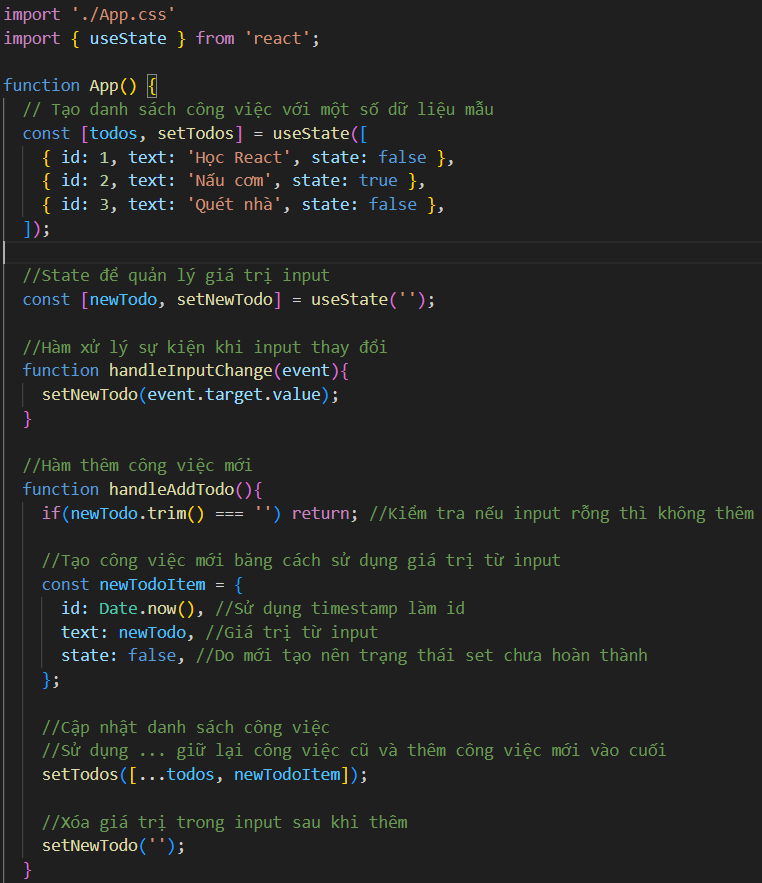 import './App.css'
import { useState } from 'react';

function App() {
  // Tạo danh sách công việc với một số dữ liệu mẫu
  const [todos, setTodos] = useState([
    { id: 1, text: 'Học React', state: false },
    { id: 2, text: 'Nấu cơm', state: true },
    { id: 3, text: 'Quét nhà', state: false },
  ]);

  //State để quản lý giá trị input
  const [newTodo, setNewTodo] = useState('');

  //Hàm xử lý sự kiện khi input thay đổi
  function handleInputChange(event){
    setNewTodo(event.target.value);
  }

  //Hàm thêm công việc mới
  function handleAddTodo(){
    if(newTodo.trim() === '') return; //Kiểm tra nếu input rỗng thì không thêm

    //Tạo công việc mới băng cách sử dụng giá trị từ input
    const newTodoItem = {
      id: Date.now(), //Sử dụng timestamp làm id
      text: newTodo, //Giá trị từ input
      state: false, //Do mới tạo nên trạng thái set chưa hoàn thành
    };

    //Cập nhật danh sách công việc
    //Sử dụng ... giữ lại công việc cũ và thêm công việc mới vào cuối
    setTodos([...todos, newTodoItem]);

    //Xóa giá trị trong input sau khi thêm
    setNewTodo('');
  }